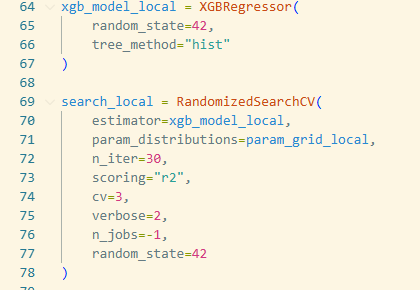 64 xgb_model_local = XGBRegressor(
65     random_state=42,
66     tree_method="hist"
67 )
68
69 search_local = RandomizedSearchCV(
70     estimator=xgb_model_local,
71     param_distributions=param_grid_local,
72     n_iter=30,
73     scoring="r2",
74     cv=3,
75     verbose=2,
76     n_jobs=-1,
77     random_state=42
78 )